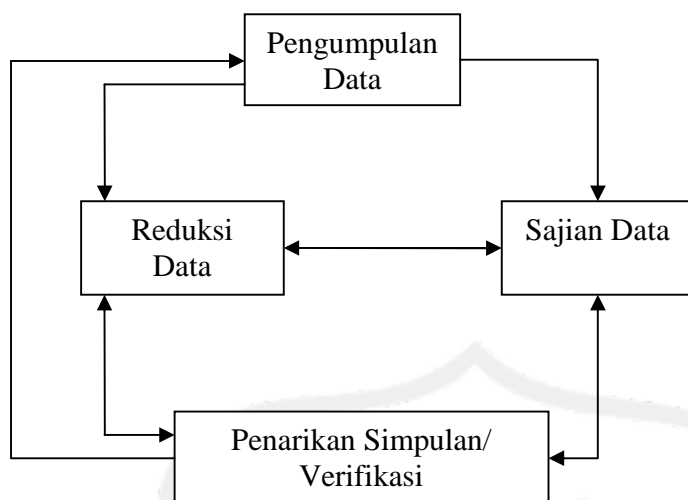 Pengumpulan
Data
Reduksi
Data
Sajian Data
Penarikan Simpulan/
Verifikasi